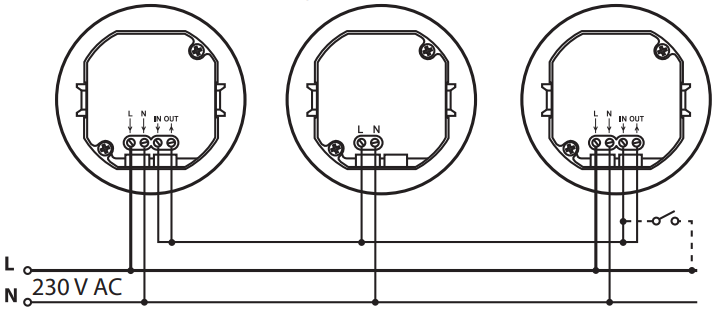 L N IN OUT
L N
L N IN OUT
L
230 V AC
N